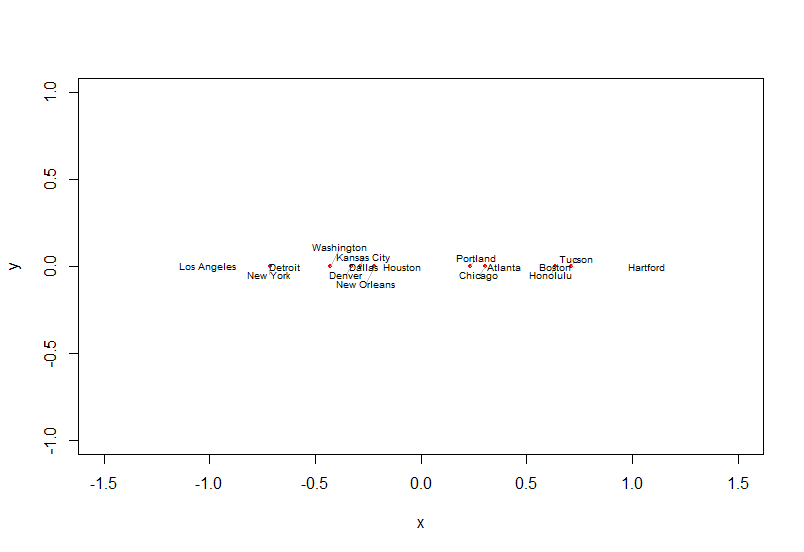 1.0
0.5
0.0
-0.5
-1.0
y
Washington
Kansas City
Portland
Tucson
Los Angeles
Detroit
Dallas
Houston
Atlanta
Boston
Hartford
New York
Denver
Chicago
Honolulu
New Orleans
-1.5 -1.0 -0.5 0.0 0.5 1.0 1.5
x